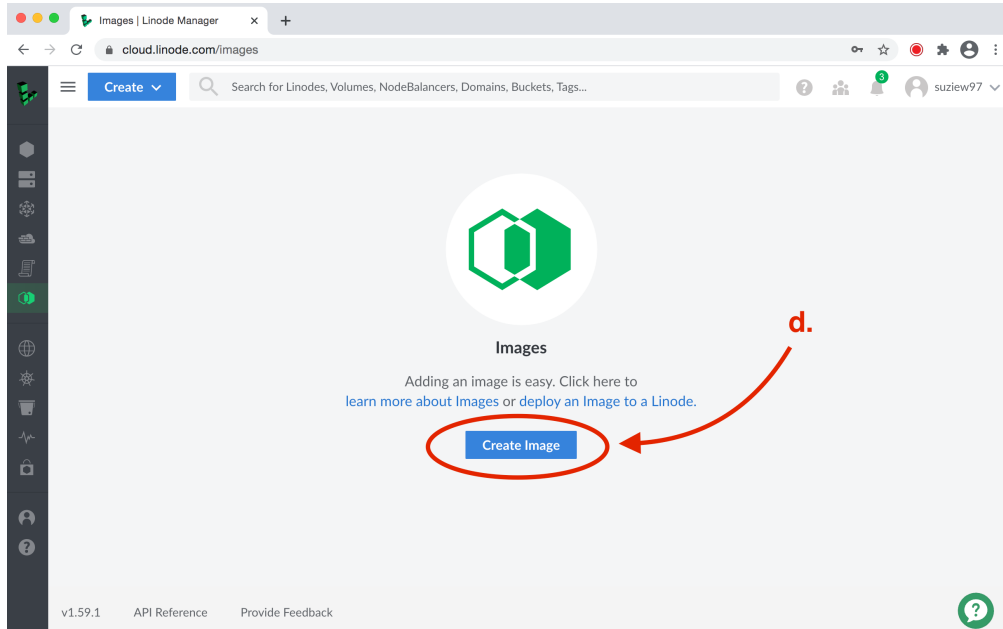 Images | Linode Manager
cloud.linode.com/images
Create
Search for Linodes, Volumes, NodeBalancers, Domains, Buckets, Tags...
3
suziew97
d.
Images
Adding an image is easy. Click here to
learn more about Images or deploy an Image to a Linode.
Create Image
v1.59.1 API Reference Provide Feedback